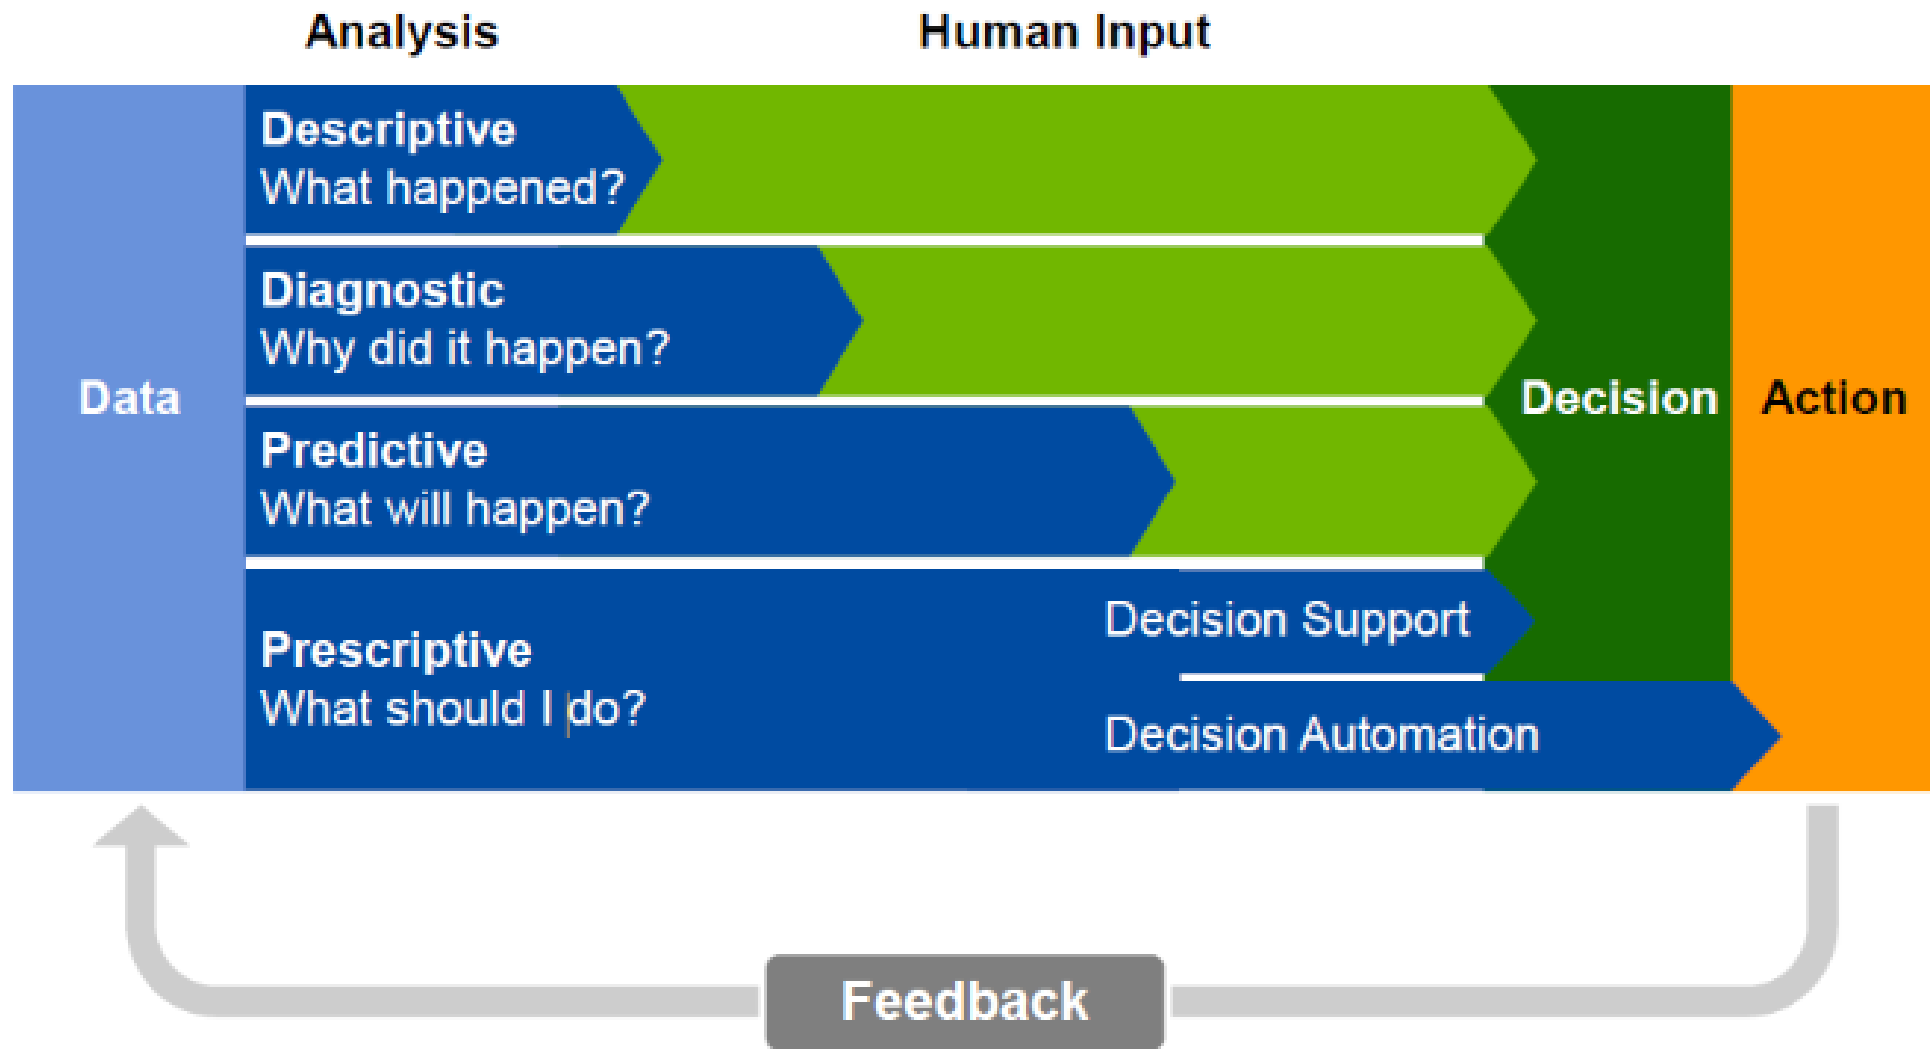 Analysis
Human Input
Data
Descriptive
What happened?
Diagnostic
Why did it happen?
Predictive
What will happen?
Prescriptive
What should I do?
Decision Support
Decision Automation
Decision
Action
Feedback